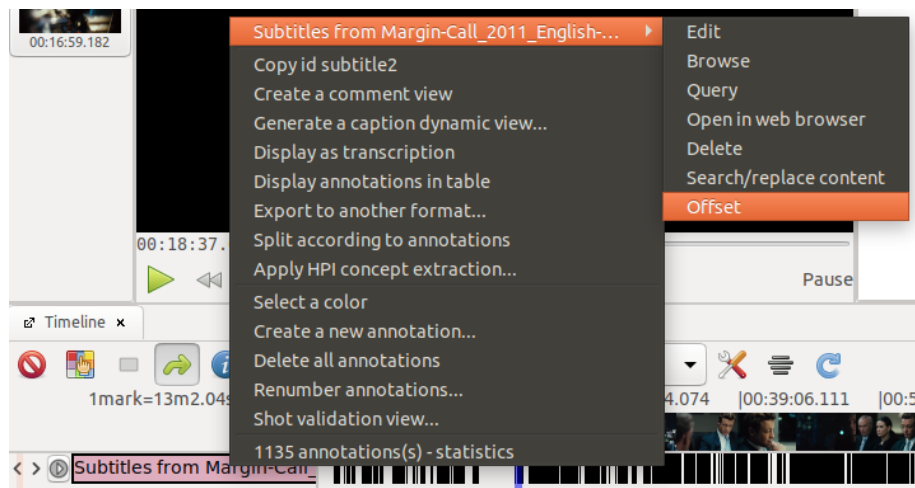 00:16:59.182
Subtitles from Margin-Call_2011_English-...
Copy id subtitle2
Create a comment view
Generate a caption dynamic view...
Display as transcription
Display annotations in table
Export to another format...
Split according to annotations
Apply HPI concept extraction...
Select a color
Create a new annotation...
Delete all annotations
Renumber annotations...
Shot validation view...
1135 annotations(s) - statistics
Edit
Browse
Query
Open in web browser
Delete
Search/replace content
Offset
00:18:37.
Pause
Timeline
1mark=13m2.04s
4.074 |00:39:06.111 |00:5
Subtitles from Margin-Call_